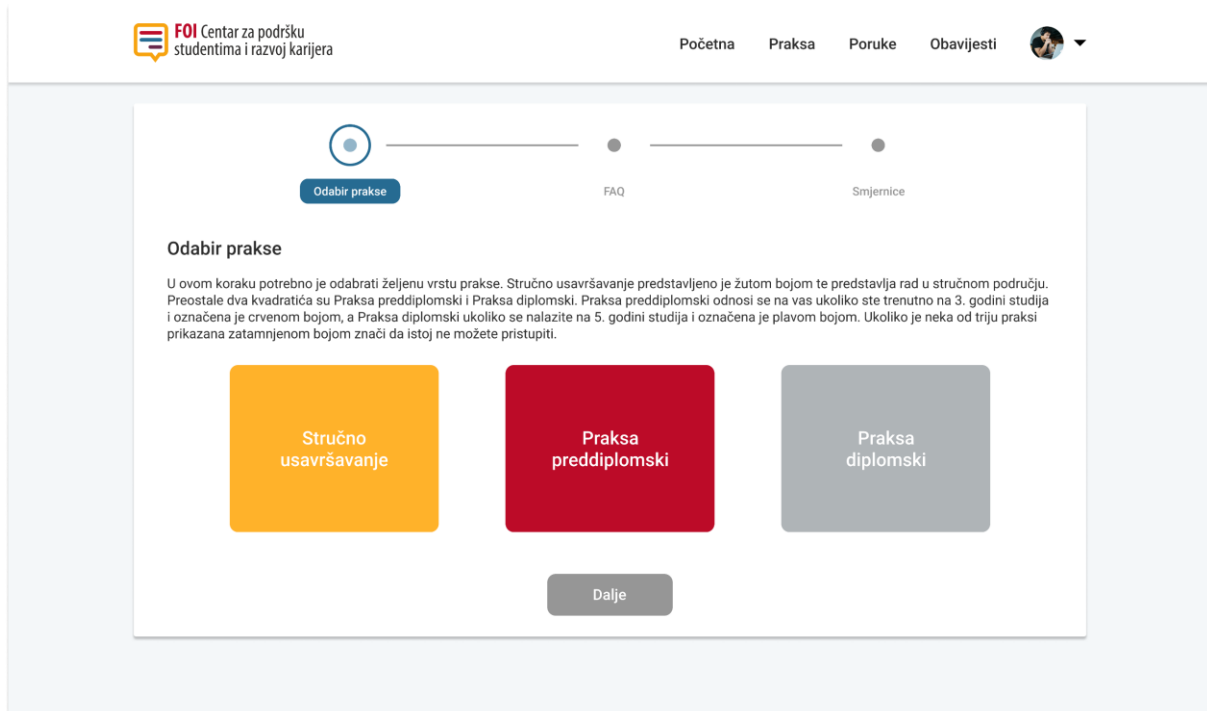 FOI Centar za podršku
studentima i razvoj karijera
Početna Praksa Poruke Obavijesti
Odabir prakse FAQ Smjernice
Odabir prakse
U ovom koraku potrebno je odabrati željenu vrstu prakse. Stručno usavršavanje predstavljeno je žutom bojom te predstavlja rad u stručnom području.
Preostale dva kvadratića su Praksa preddiplomski i Praksa diplomski. Praksa preddiplomski odnosi se na vas ukoliko ste trenutno na 3. godini studija
i označena je crvenom bojom, a Praksa diplomski ukoliko se nalazite na 5. godini studija i označena je plavom bojom. Ukoliko je neka od triju praksi
prikazana zatamnjenom bojom znači da istoj ne možete pristupiti.
Stručno
usavršavanje
Praksa
preddiplomski
Praksa
diplomski
Dalje